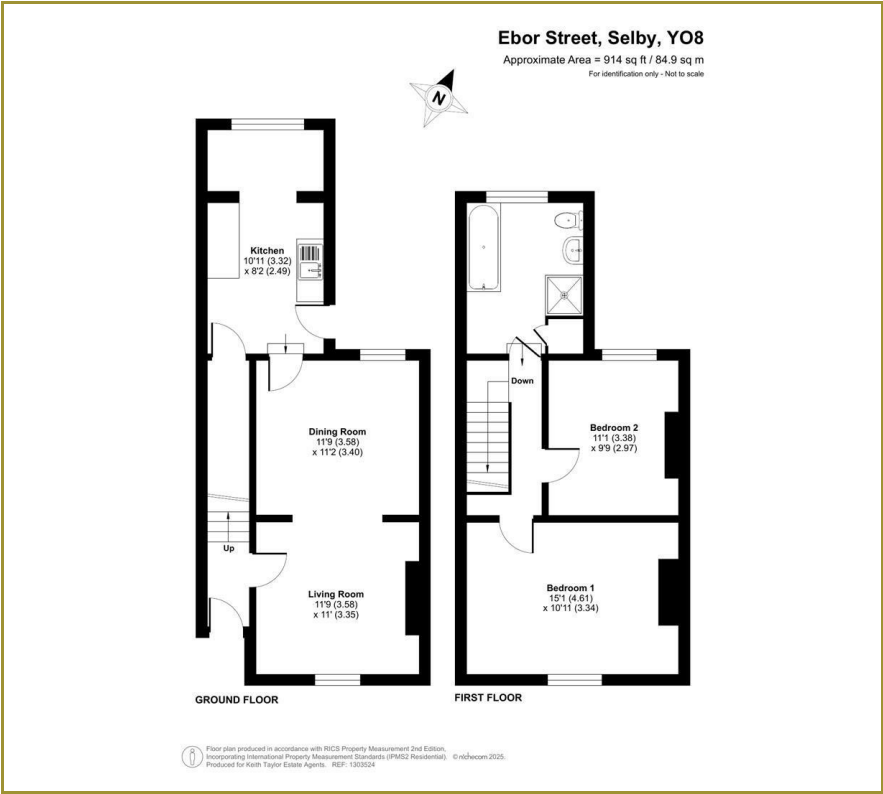 Ebor Street, Selby, YO8
Approximate Area = 914 sq ft / 84.9 sq m
For identification only - Not to scale
N
Kitchen
10'11 (3.32)
x 8'2 (2.49)
Dining Room
11'9 (3.58)
x 11'2 (3.40)
Up
Living Room
11'9 (3.58)
x 11' (3.35)
GROUND FLOOR
Down
Bedroom 2
11'1 (3.38)
x 9'9 (2.97)
Bedroom 1
15'1 (4.61)
x 10'11 (3.34)
FIRST FLOOR
Floor plan produced in accordance with RICS Property Measurement 2nd Edition,
Incorporating International Property Measurement Standards (IPMS2 Residential). © nichecom 2025.
Produced for Keith Taylor Estate Agents. REF: 1303524